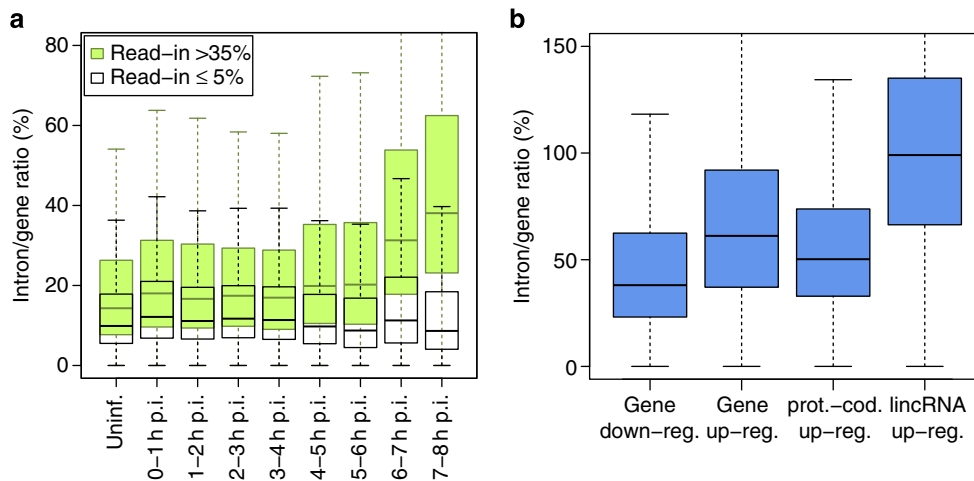 a
Intron/gene ratio (%)
80
60
40
20
0
Read−in >35%
Read−in ≤ 5%
Uninf.
0−1h p.i.
1−2h p.i.
2−3h p.i.
3−4h p.i.
4−5h p.i.
5−6h p.i.
6−7h p.i.
7−8h p.i.
b
Intron/gene ratio (%)
150
100
50
0
Gene down−reg.
Gene up−reg.
prot.−cod. up−reg.
lincRNA up−reg.